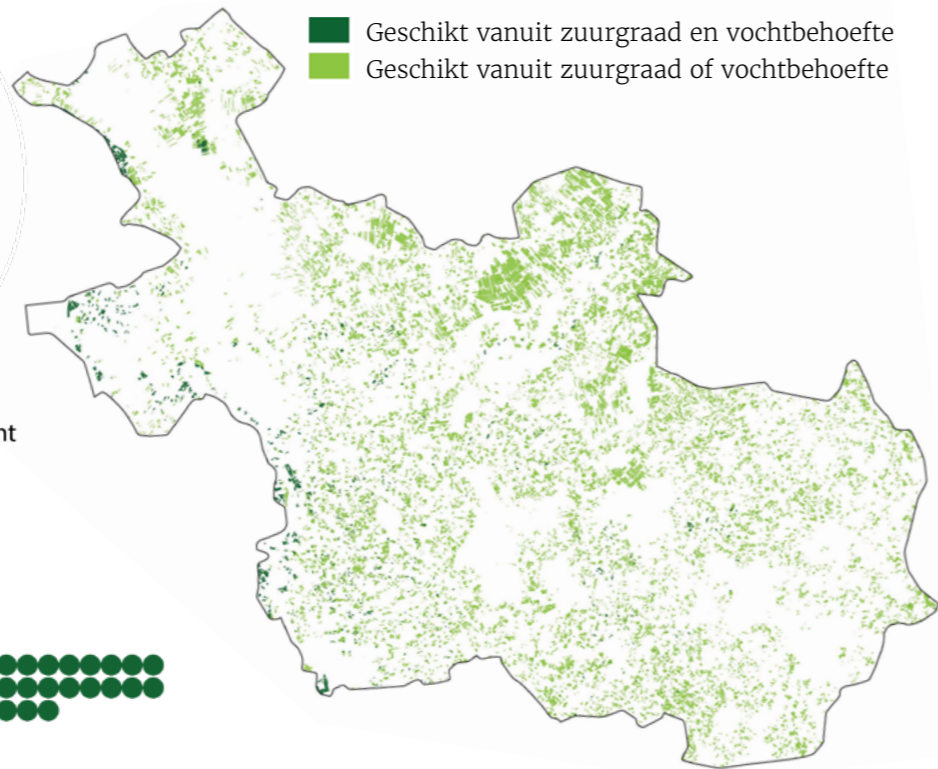 Geschikt vanuit zuurgraad en vochtbehoefte
Geschikt vanuit zuurgraad of vochtbehoefte
nt